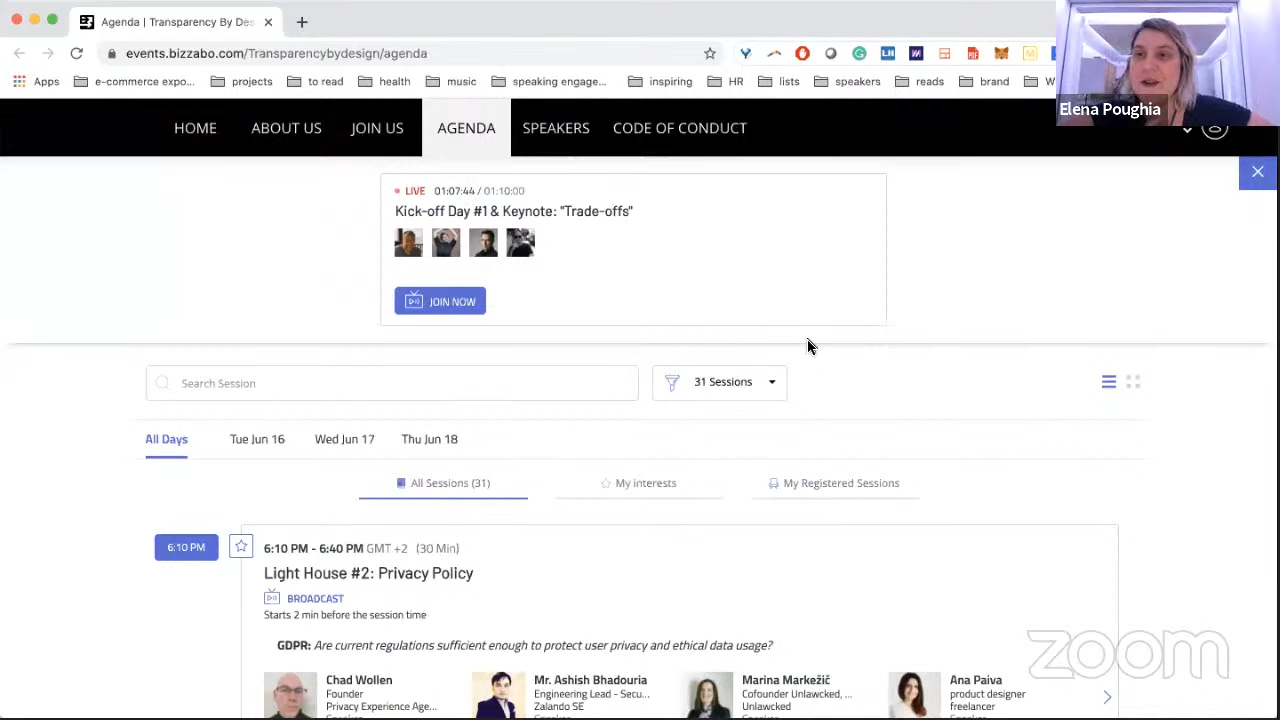 Agenda | Transparency By Des
events.bizzabo.com/Transparencybydesign/agenda
Apps e-commerce expo... projects to read health music speaking engage... inspiring HR lists speakers reads brand W
Elena Poughia
HOME ABOUT US JOIN US AGENDA SPEAKERS CODE OF CONDUCT
LIVE 01:07:44 / 01:10:00
Kick-off Day #1 & Keynote: "Trade-offs"
JOIN NOW
Search Session
31 Sessions
All Days Tue Jun 16 Wed Jun 17 Thu Jun 18
All Sessions (31) My interests My Registered Sessions
6:10 PM
6:10 PM - 6:40 PM GMT +2 (30 Min)
Light House #2: Privacy Policy
BROADCAST
Starts 2 min before the session time
GDPR: Are current regulations sufficient enough to protect user privacy and ethical data usage?
Chad Wollen
Founder
Privacy Experience Age...
Mr. Ashish Bhadouria
Engineering Lead - Secu...
Zalando SE
Marina Markežič
Cofounder Unlawcked, ...
Unlawcked
Ana Paiva
product designer
freelancer
zoom